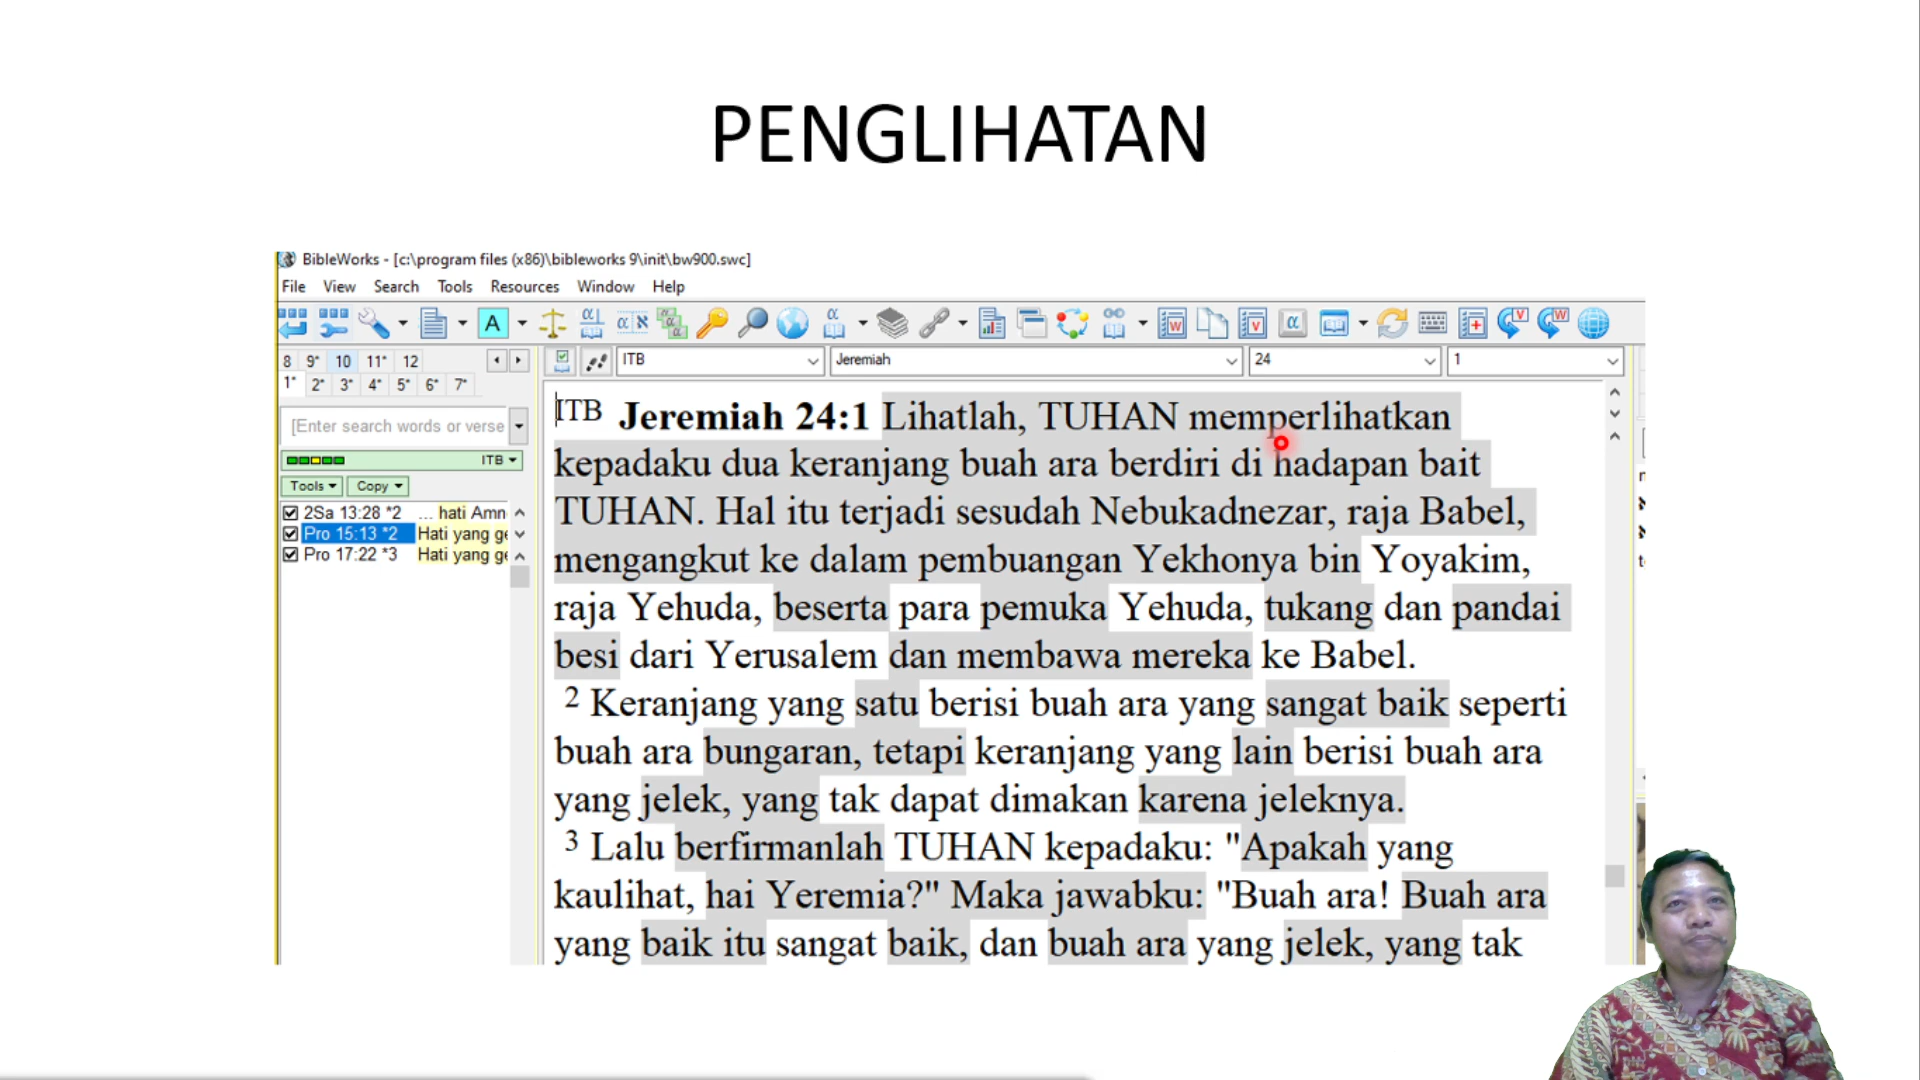 PENGLIHATAN
BibleWorks - [c:\program files (x86)\bibleworks 9\init\bw900.swc]
File View Search Tools Resources Window Help
8 9* 10 11* 12
1* 2* 3* 4* 5* 6* 7*
[Enter search words or verse
ITB
Tools Copy
2Sa 13:28 *2 ... hati Amn
Pro 15:13 *2 Hati yang ge
Pro 17:22 *3 Hati yang ge
ITB Jeremiah 24 1
ITB Jeremiah 24:1 Lihatlah, TUHAN memperlihatkan
kepadaku dua keranjang buah ara berdiri di hadapan bait
TUHAN. Hal itu terjadi sesudah Nebukadnezar, raja Babel,
mengangkut ke dalam pembuangan Yekhonya bin Yoyakim,
raja Yehuda, beserta para pemuka Yehuda, tukang dan pandai
besi dari Yerusalem dan membawa mereka ke Babel.
2 Keranjang yang satu berisi buah ara yang sangat baik seperti
buah ara bungaran, tetapi keranjang yang lain berisi buah ara
yang jelek, yang tak dapat dimakan karena jeleknya.
3 Lalu berfirmanlah TUHAN kepadaku: "Apakah yang
kaulihat, hai Yeremia?" Maka jawabku: "Buah ara! Buah ara
yang baik itu sangat baik, dan buah ara yang jelek, yang tak